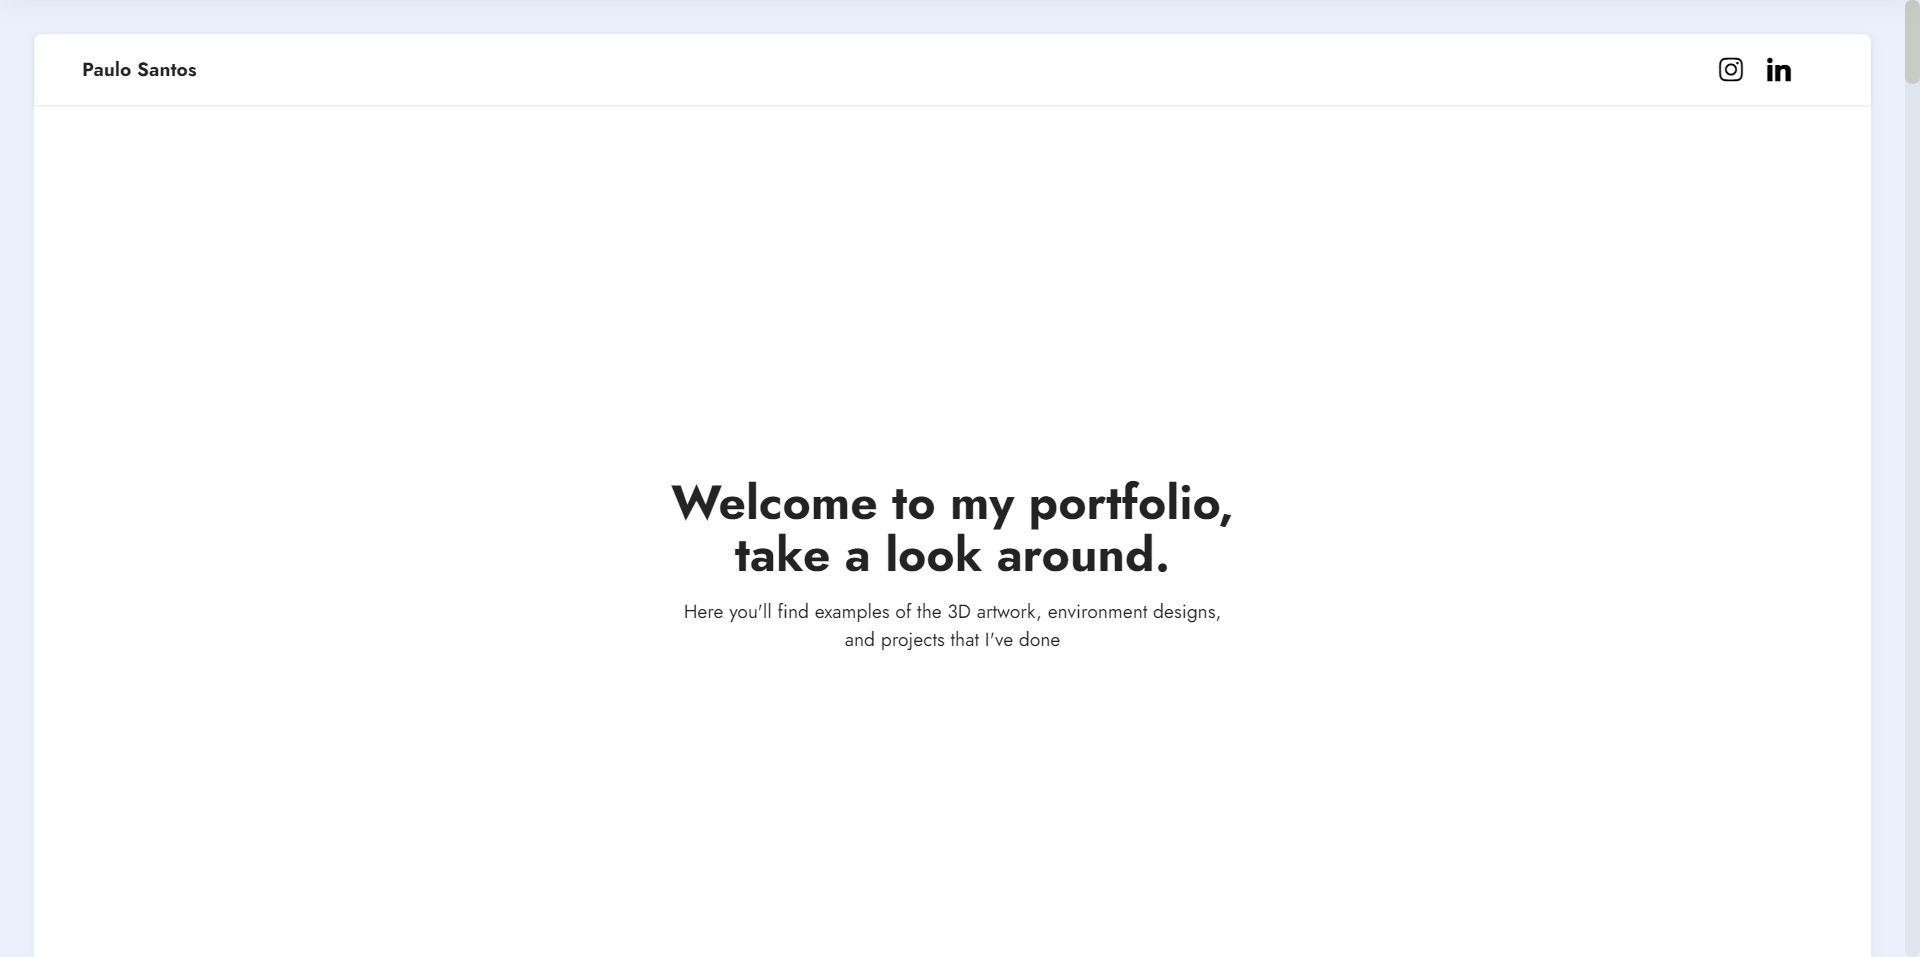 Paulo Santos
Welcome to my portfolio,
take a look around.
Here you'll find examples of the 3D artwork, environment designs,
and projects that I've done